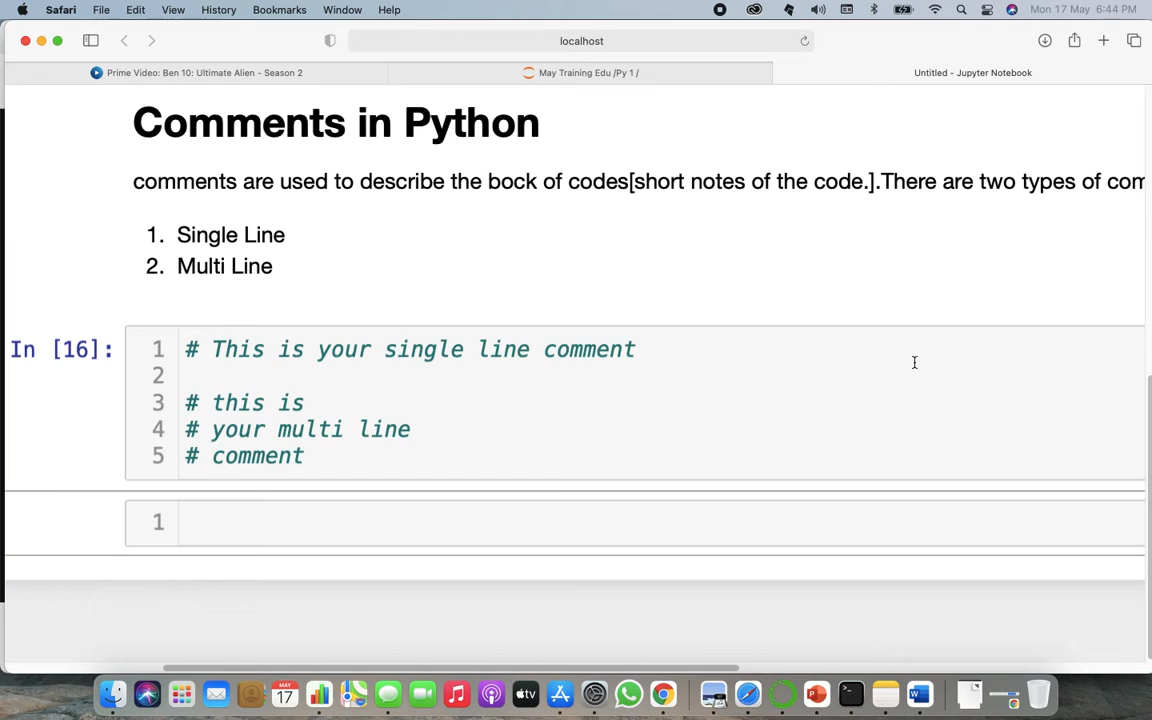 Safari File Edit View History Bookmarks Window Help Mon 17 May 6:44 PM
localhost
Prime Video: Ben 10: Ultimate Alien - Season 2 May Training Edu /Py 1 / Untitled - Jupyter Notebook
Comments in Python
comments are used to describe the bock of codes[short notes of the code.].There are two types of com
1. Single Line
2. Multi Line
In [16]: 1 # This is your single line comment
2
3 # this is
4 # your multi line
5 # comment
1
MAY
17
tv